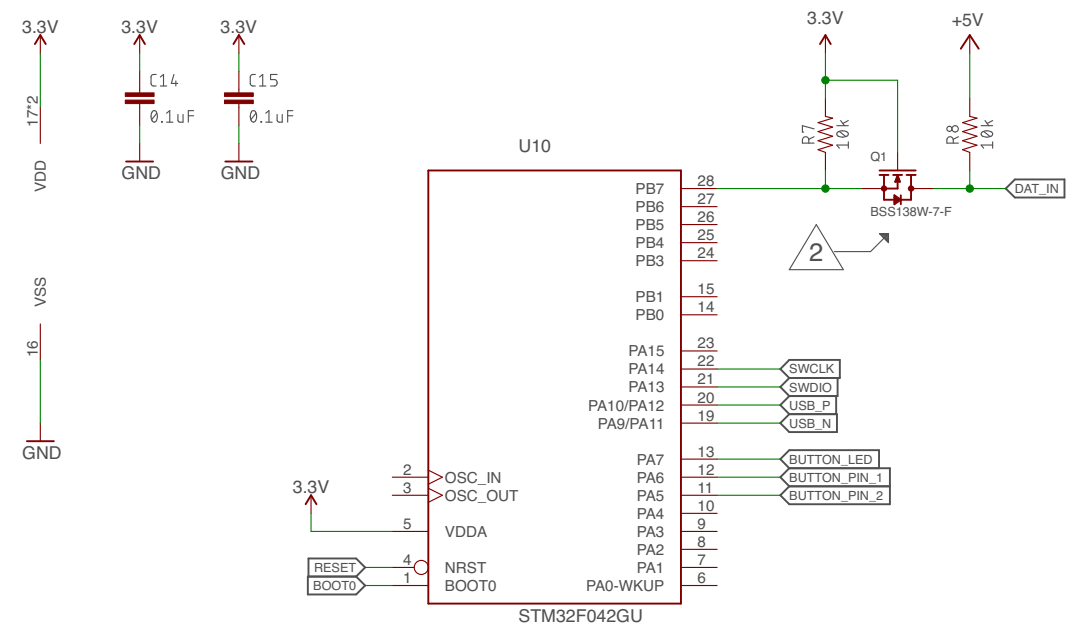 3.3V
3.3V
3.3V
3.3V
+5V
17*2
VDD
C14
0.1uF
GND
C15
0.1uF
GND
R7
10k
R8
10k
Q1
BSS138W-7-F
DAT_IN
2
VSS
16
GND
U10
PB7 28
PB6 27
PB5 26
PB4 25
PB3 24
PB1 15
PB0 14
PA15 23
PA14 22 SWCLK
PA13 21 SWDIO
PA10/PA12 20 USB_P
PA9/PA11 19 USB_N
PA7 13 BUTTON_LED
2 OSC_IN PA6 12 BUTTON_PIN_1
3 OSC_OUT PA5 11 BUTTON_PIN_2
3.3V
PA4 10
5 VDDA PA3 9
PA2 8
RESET 4 NRST PA1 7
BOOT0 1 BOOT0 PA0-WKUP 6
STM32F042GU